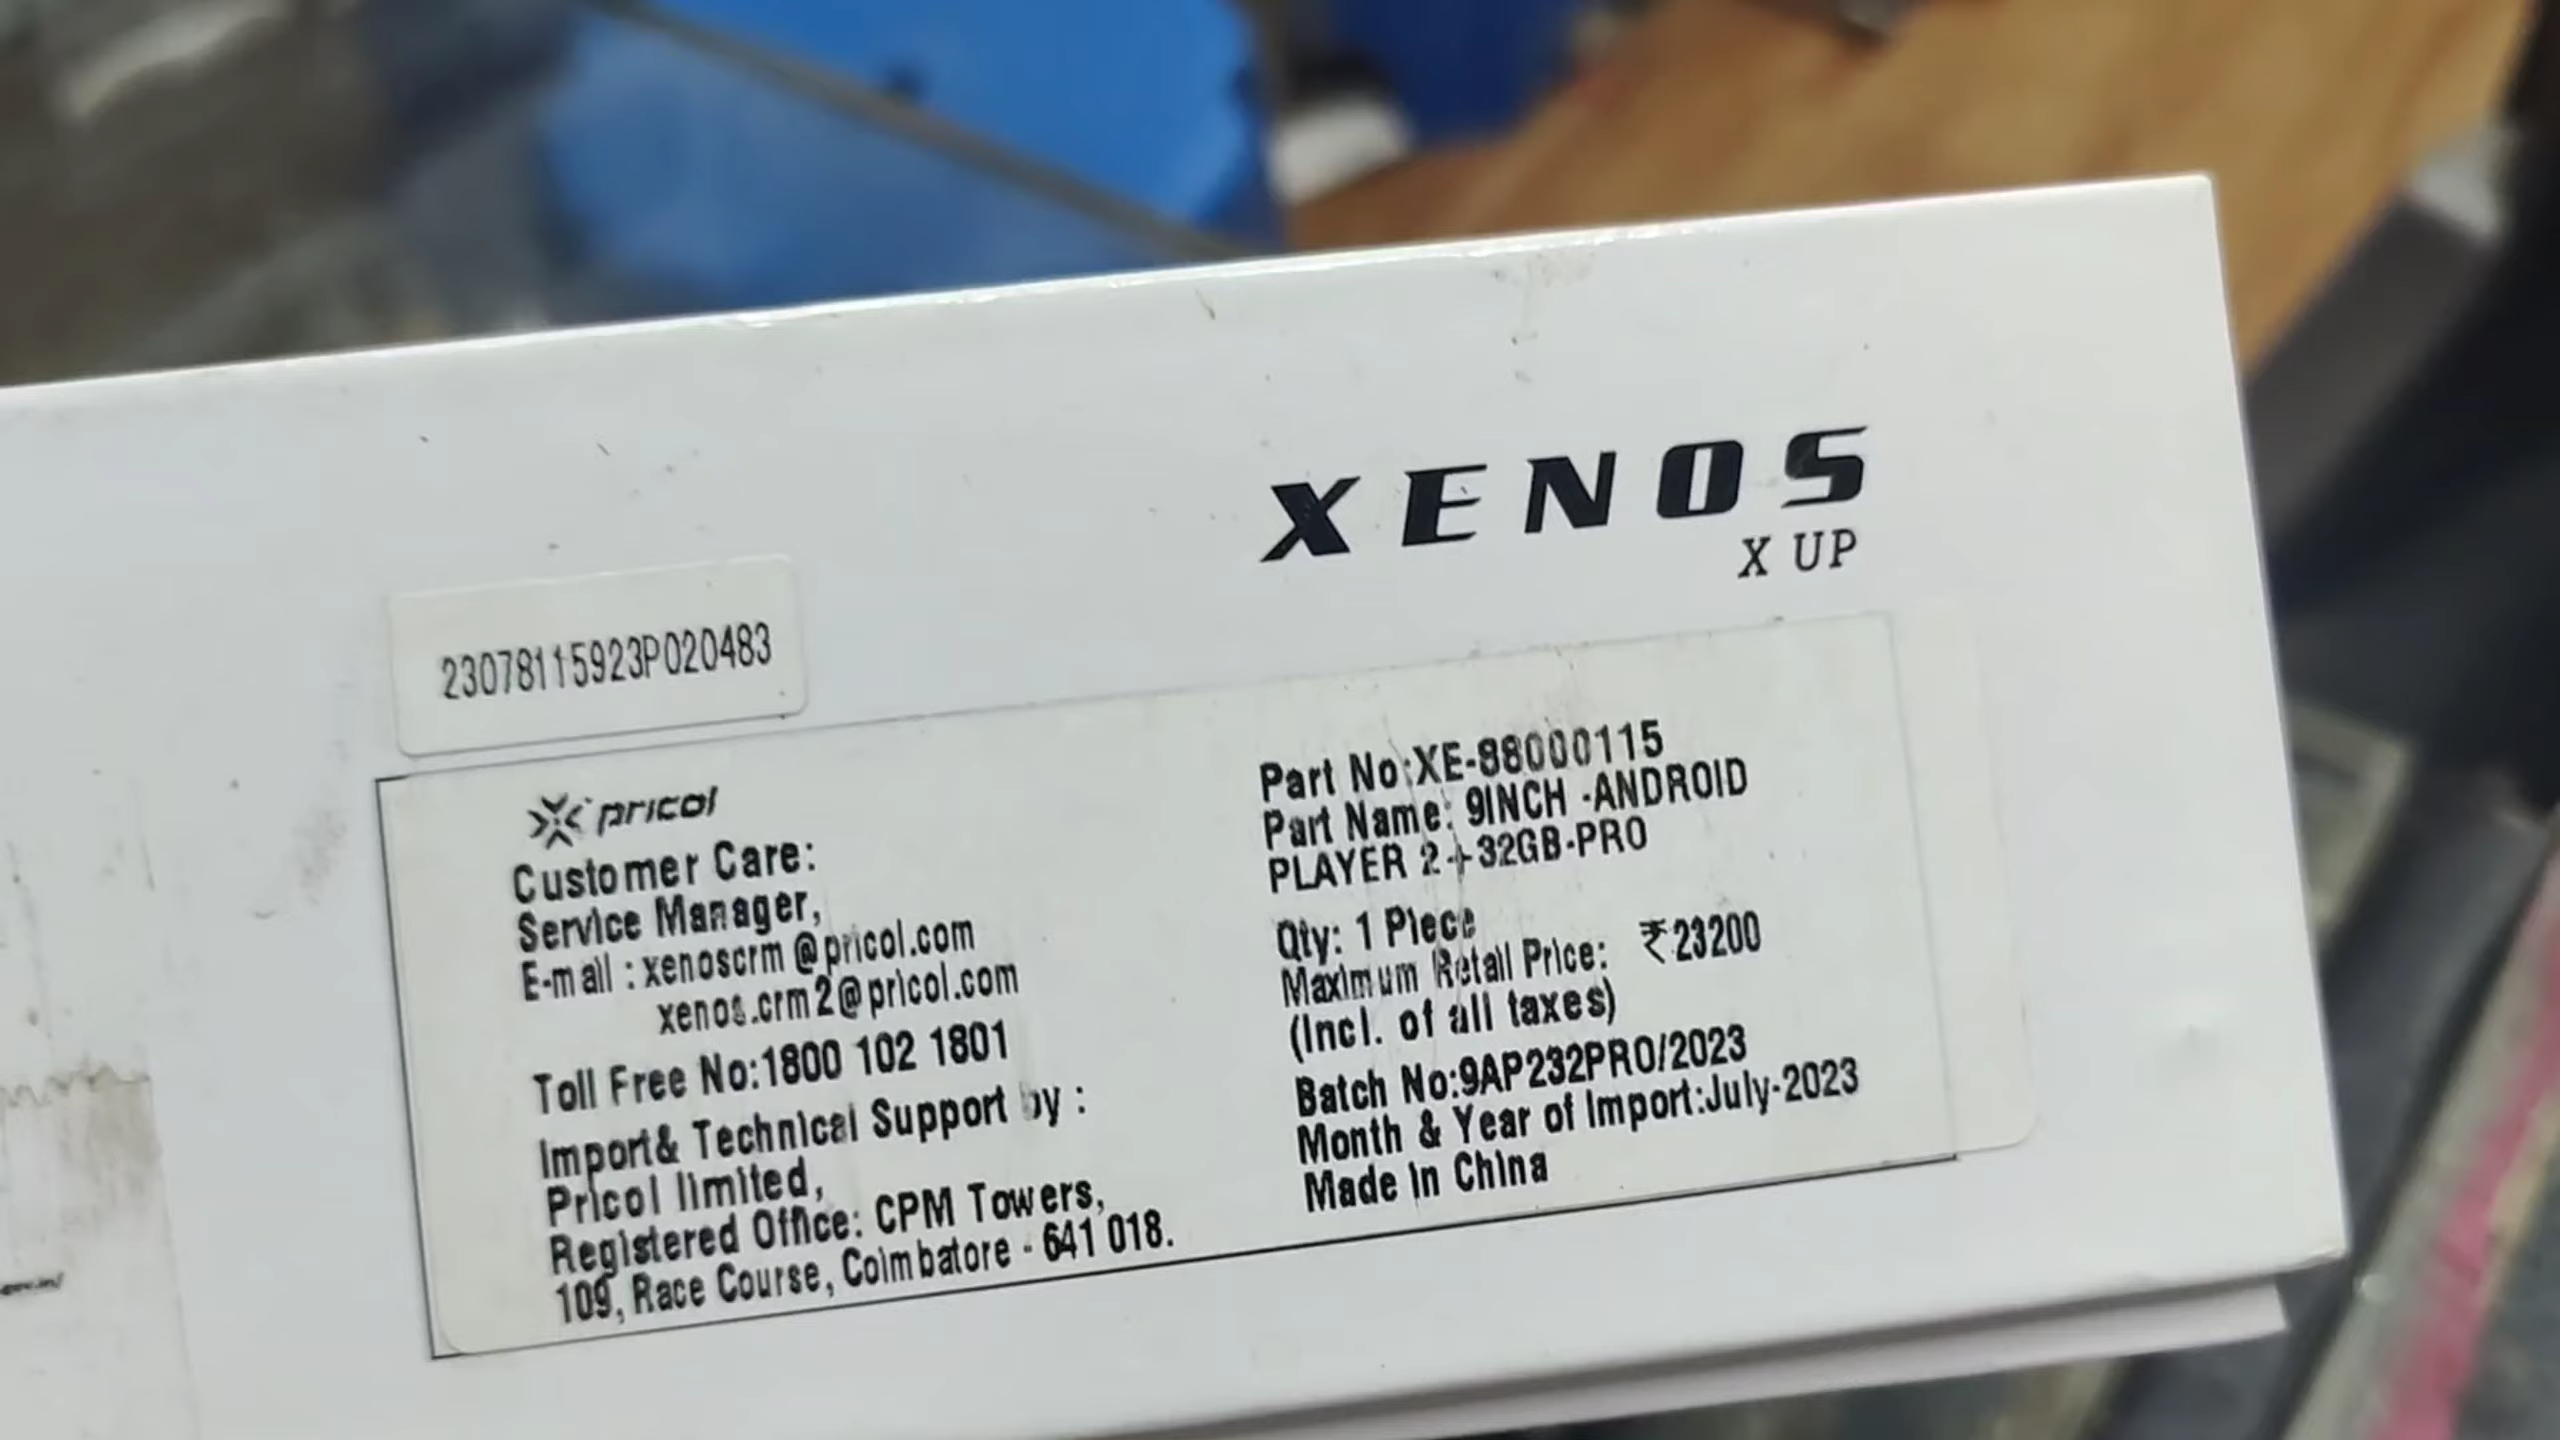 XENOS
X UP
23078115923P020483
pricol
Customer Care:
Service Manager,
E-mail : xenoscrm@pricol.com
xenos.crm2@pricol.com
Toll Free No:1800 102 1801
Import& Technical Support by :
Pricol limited,
Registered Office: CPM Towers,
109, Race Course, Coimbatore - 641 018.
Part No:XE-88000115
Part Name: 9INCH -ANDROID
PLAYER 2+32GB-PRO
Qty: 1 Piece
Maximum Retail Price: ₹23200
(Incl. of all taxes)
Batch No:9AP232PRO/2023
Month & Year of Import:July-2023
Made in China